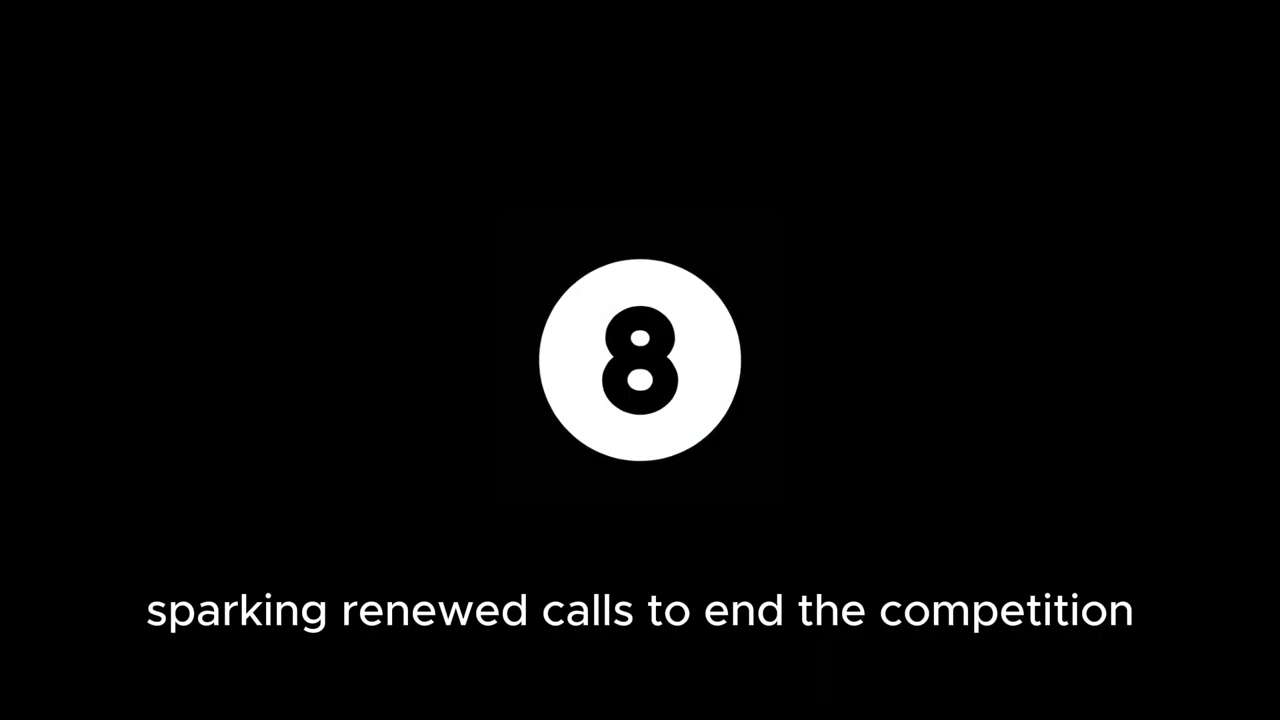 8
sparking renewed calls to end the competition